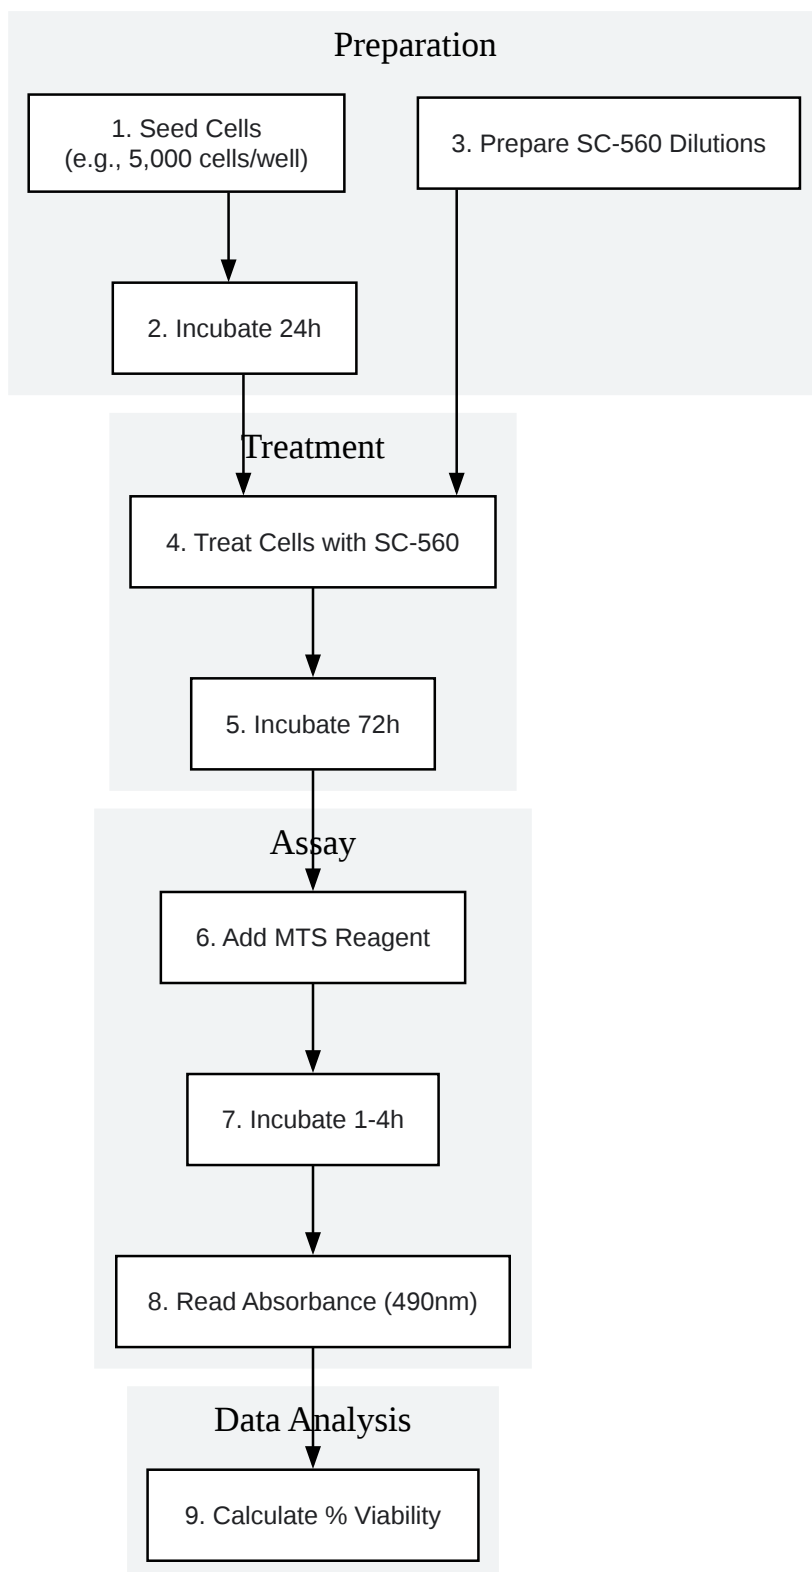 Preparation
1. Seed Cells
(e.g., 5,000 cells/well)
3. Prepare SC-560 Dilutions
2. Incubate 24h
Treatment
4. Treat Cells with SC-560
5. Incubate 72h
Assay
6. Add MTS Reagent
7. Incubate 1-4h
8. Read Absorbance (490nm)
Data Analysis
9. Calculate % Viability